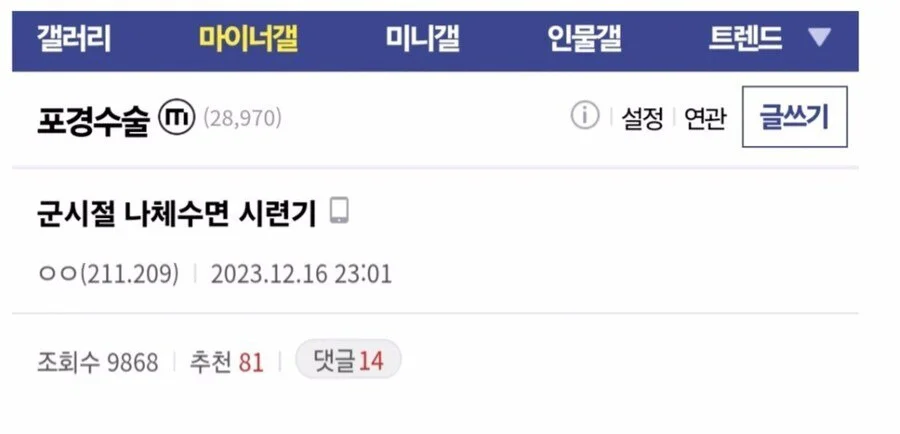 갤러리 마이너갤 미니갤 인물갤 트렌드 ▼
포경수술 ⓜ (28,970) ⓘ 설정 연관 글쓰기
군시절 나체수면 시련기
ㅇㅇ(211.209) 2023.12.16 23:01
조회수 9868 추천 81 댓글 14